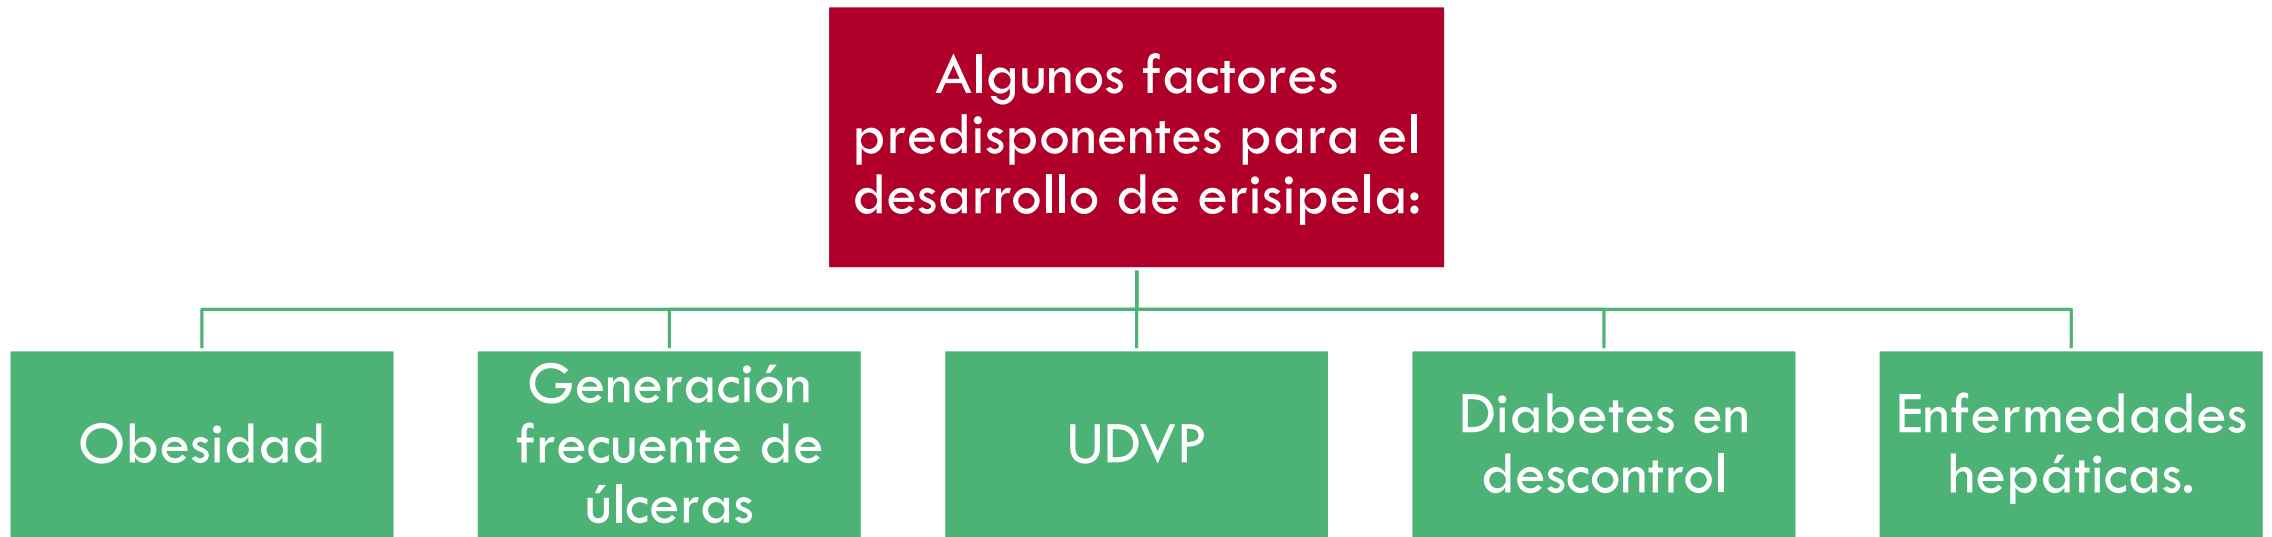 Algunos factores
predisponentes para el
desarrollo de erisipela:
Obesidad
Generación
frecuente de
úlceras
UDVP
Diabetes en
descontrol
Enfermedades
hepáticas.